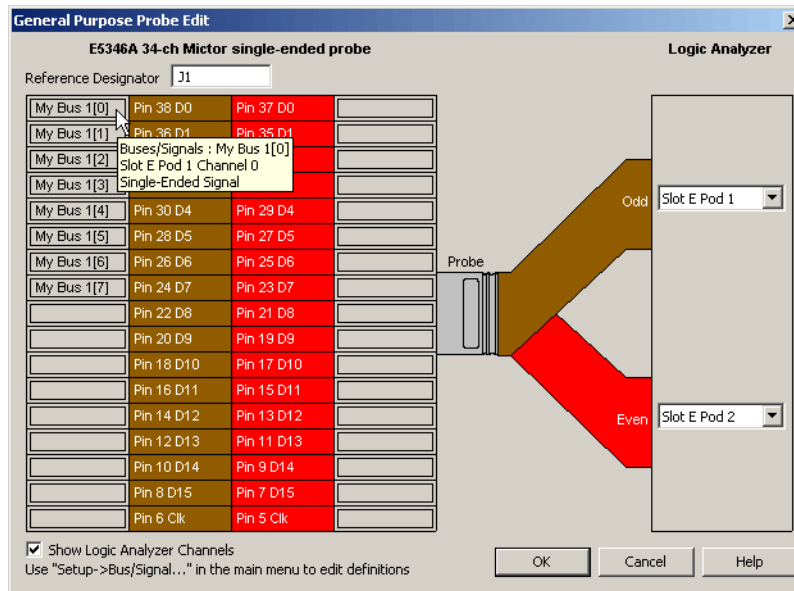 General Purpose Probe Edit
E5346A 34-ch Mictor single-ended probe
Logic Analyzer
Reference Designator J1
My Bus 1[0] Pin 38 D0 Pin 37 D0
My Bus 1[1] Pin 36 D1 Pin 35 D1
Buses/Signals : My Bus 1[0]
Slot E Pod 1 Channel 0
Single-Ended Signal
My Bus 1[2]
My Bus 1[3]
My Bus 1[4] Pin 30 D4 Pin 29 D4
Odd Slot E Pod 1
My Bus 1[5] Pin 28 D5 Pin 27 D5
My Bus 1[6] Pin 26 D6 Pin 25 D6
Probe
My Bus 1[7] Pin 24 D7 Pin 23 D7
Pin 22 D8 Pin 21 D8
Pin 20 D9 Pin 19 D9
Pin 18 D10 Pin 17 D10
Pin 16 D11 Pin 15 D11
Pin 14 D12 Pin 13 D12
Even Slot E Pod 2
Pin 12 D13 Pin 11 D13
Pin 10 D14 Pin 9 D14
Pin 8 D15 Pin 7 D15
Pin 6 Clk Pin 5 Clk
Show Logic Analyzer Channels
Use "Setup->Bus/Signal..." in the main menu to edit definitions
OK Cancel Help